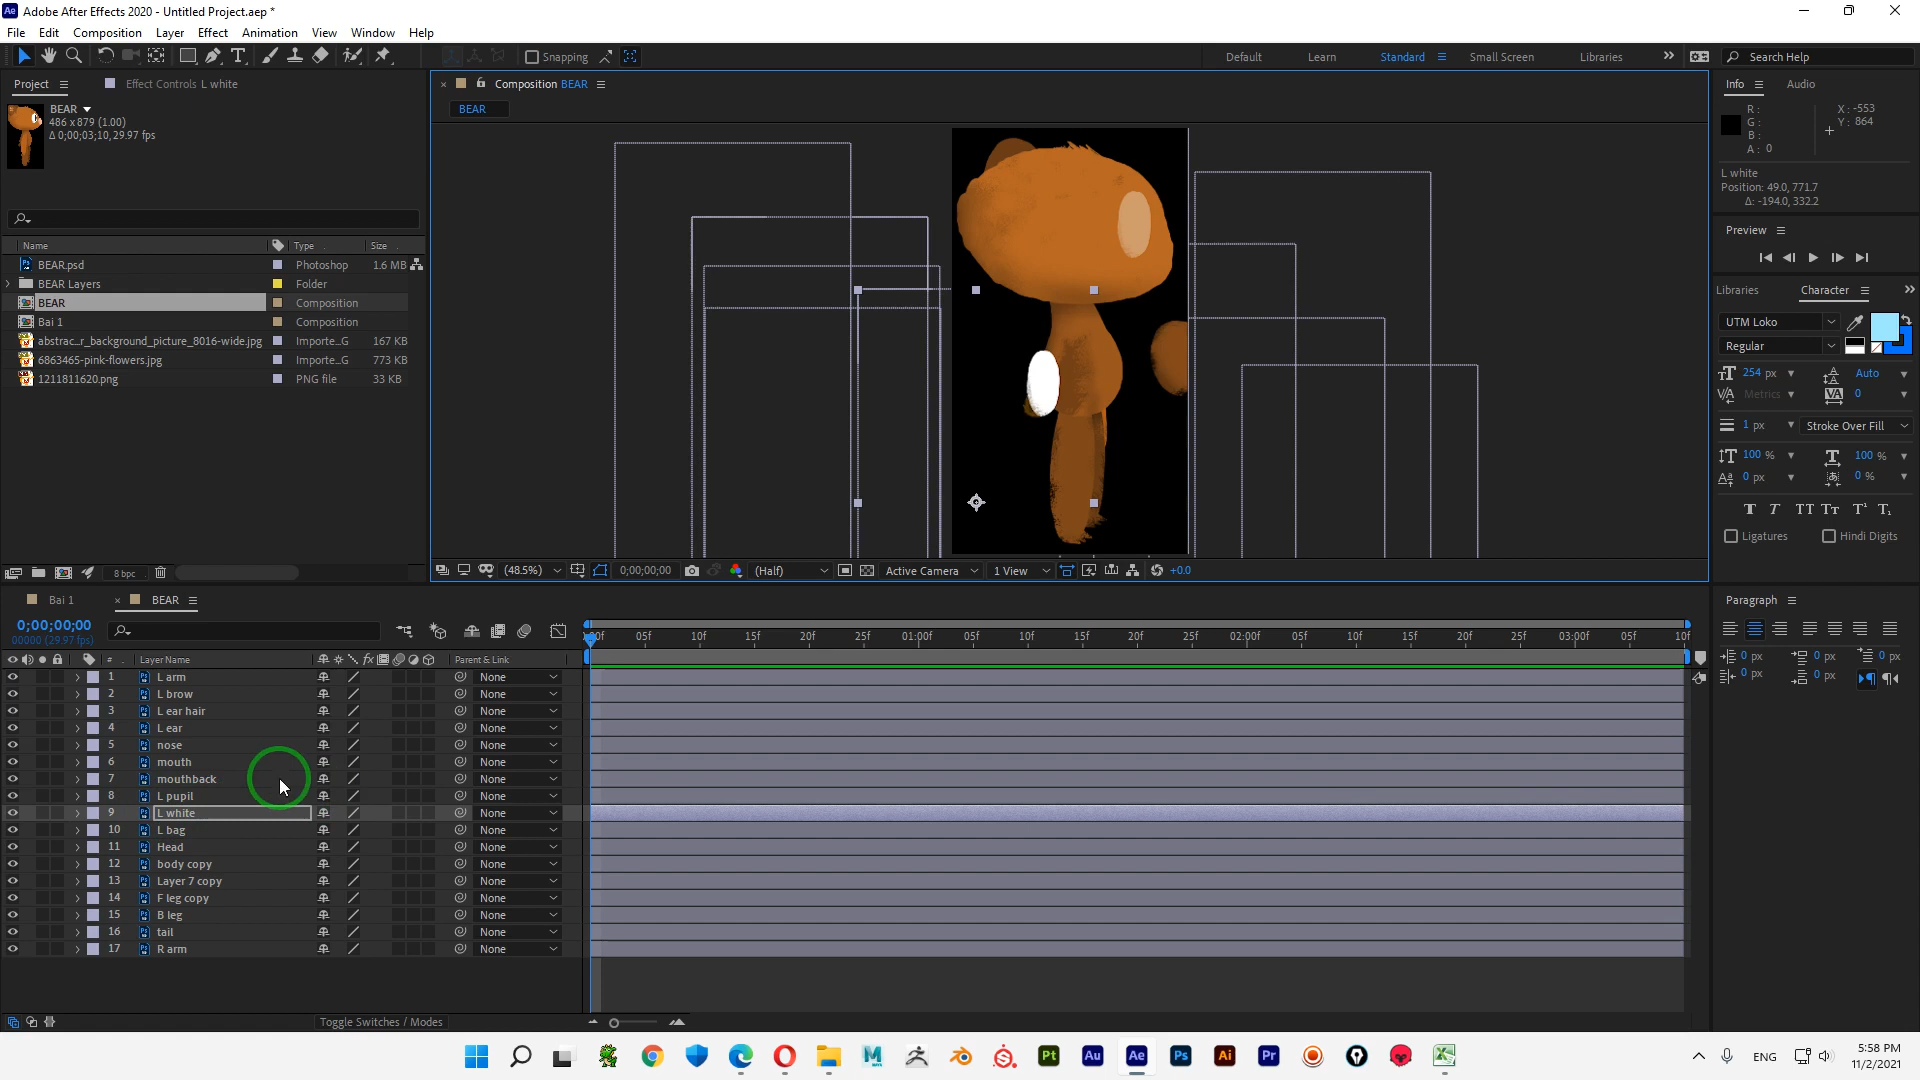 Adobe After Effects 2020 - Untitled Project.aep *
File Edit Composition Layer Effect Animation View Window Help
Snapping Default Learn Standard Small Screen Libraries Search Help
Project Effect Controls L white
Composition BEAR
Info Audio
BEAR
486 x 879 (1.00)
Δ 0;00;03;10, 29.97 fps
BEAR
R:
G:
B:
A: 0
X: -553
Y: 864
L white
Position: 49.0, 771.7
Δ: -194.0, 332.2
Preview
Name Type Size
BEAR.psd Photoshop 1.6 MB
BEAR Layers Folder
BEAR Composition
Bai 1 Composition
abstrac...r_background_picture_8016-wide.jpg Importe...G 167 KB
6863465-pink-flowers.jpg Importe...G 773 KB
1211811620.png PNG file 33 KB
Libraries Character
UTM Loko
Regular
254 px Auto
Metrics 0
1 px Stroke Over Fill
100 % 100 %
0 px 0 %
Ligatures Hindi Digits
8 bpc
(48.5%) 0;00;00;00 (Half) Active Camera 1 View +0.0
Bai 1 BEAR
Paragraph
0;00;00;00
00000 (29.97 fps)
:00f 05f 10f 15f 20f 25f 01:00f 05f 10f 15f 20f 25f 02:00f 05f 10f 15f 20f 25f 03:00f 05f 10f
# Layer Name Parent & Link
0 px 0 px 0 px
0 px 0 px
1 L arm None
2 L brow None
3 L ear hair None
4 L ear None
5 nose None
6 mouth None
7 mouthback None
8 L pupil None
9 L white None
10 L bag None
11 Head None
12 body copy None
13 Layer 7 copy None
14 F leg copy None
15 B leg None
16 tail None
17 R arm None
Toggle Switches / Modes
Pt Au Ae Ps Ai Pr
ENG
5:58 PM
11/2/2021